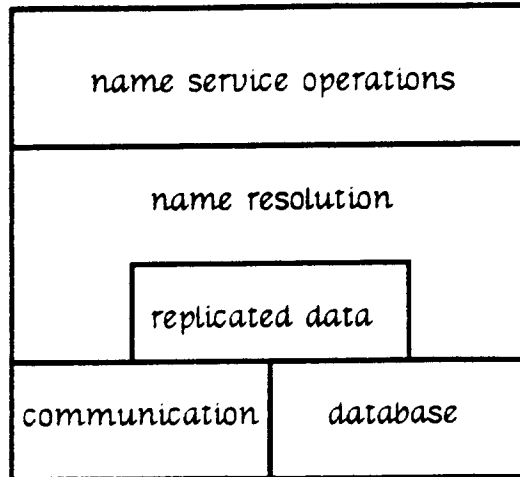 name service operations
name resolution
replicated data
communication
database